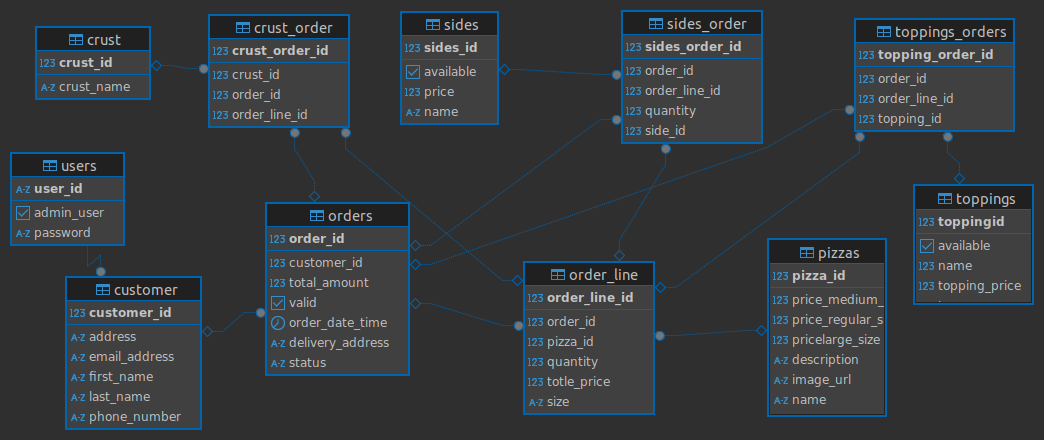 crust
123 crust_id
A-Z crust_name
crust_order
123 crust_order_id
123 crust_id
123 order_id
123 order_line_id
sides
123 sides_id
available
123 price
A-Z name
sides_order
123 sides_order_id
123 order_id
123 order_line_id
123 quantity
123 side_id
toppings_orders
123 topping_order_id
123 order_id
123 order_line_id
123 topping_id
users
A-Z user_id
admin_user
A-Z password
customer
123 customer_id
A-Z address
A-Z email_address
A-Z first_name
A-Z last_name
A-Z phone_number
orders
123 order_id
123 customer_id
123 total_amount
valid
order_date_time
A-Z delivery_address
A-Z status
order_line
123 order_line_id
123 order_id
123 pizza_id
123 quantity
123 totle_price
A-Z size
pizzas
123 pizza_id
123 price_medium_
123 price_regular_s
123 pricelarge_size
A-Z description
A-Z image_url
A-Z name
toppings
123 toppingid
available
123 name
123 topping_price